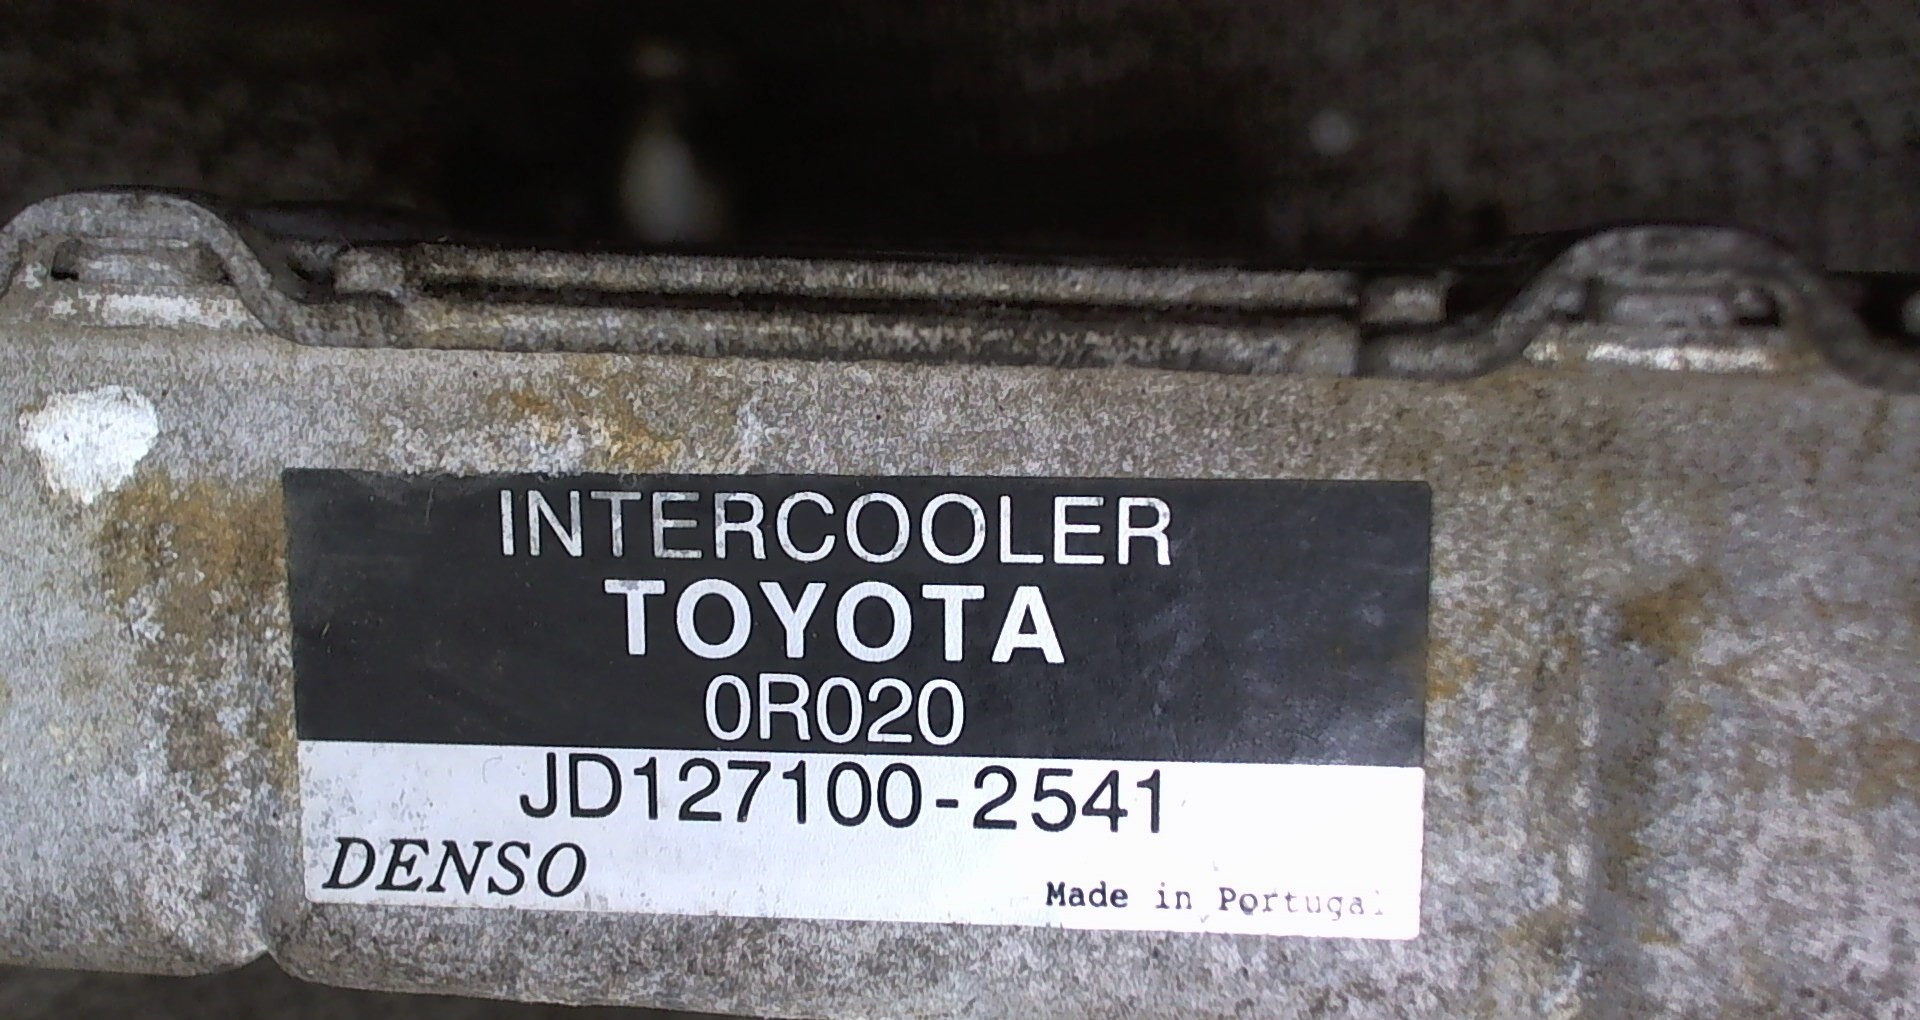 INTERCOOLER
TOYOTA
0R020
JD127100-2541
DENSO
Made in Portugal